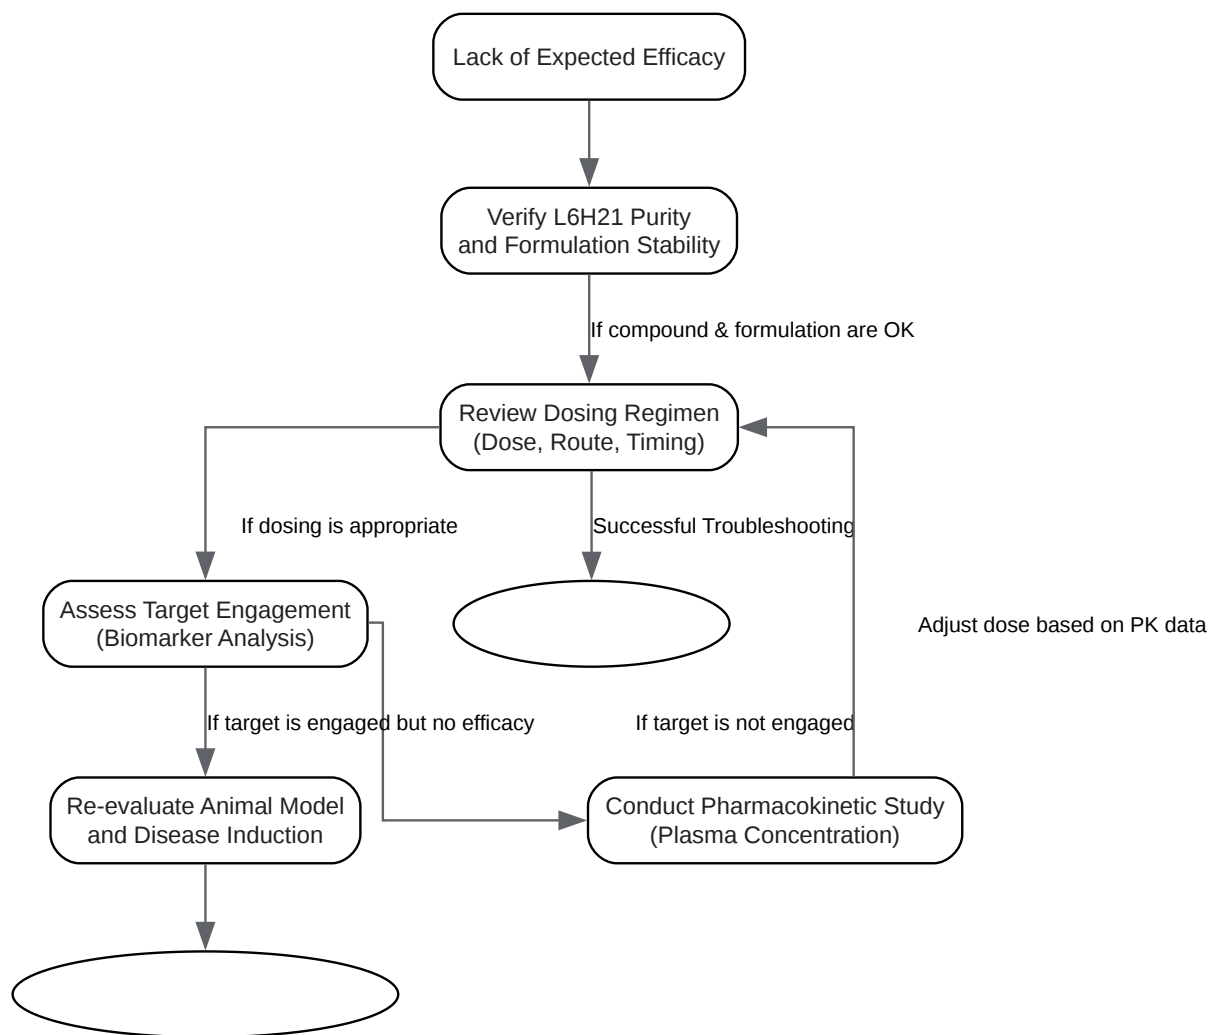 Lack of Expected Efficacy
Verify L6H21 Purity
and Formulation Stability
If compound & formulation are OK
Review Dosing Regimen
(Dose, Route, Timing)
If dosing is appropriate
Successful Troubleshooting
Assess Target Engagement
(Biomarker Analysis)
Adjust dose based on PK data
If target is engaged but no efficacy
If target is not engaged
Re-evaluate Animal Model
and Disease Induction
Conduct Pharmacokinetic Study
(Plasma Concentration)